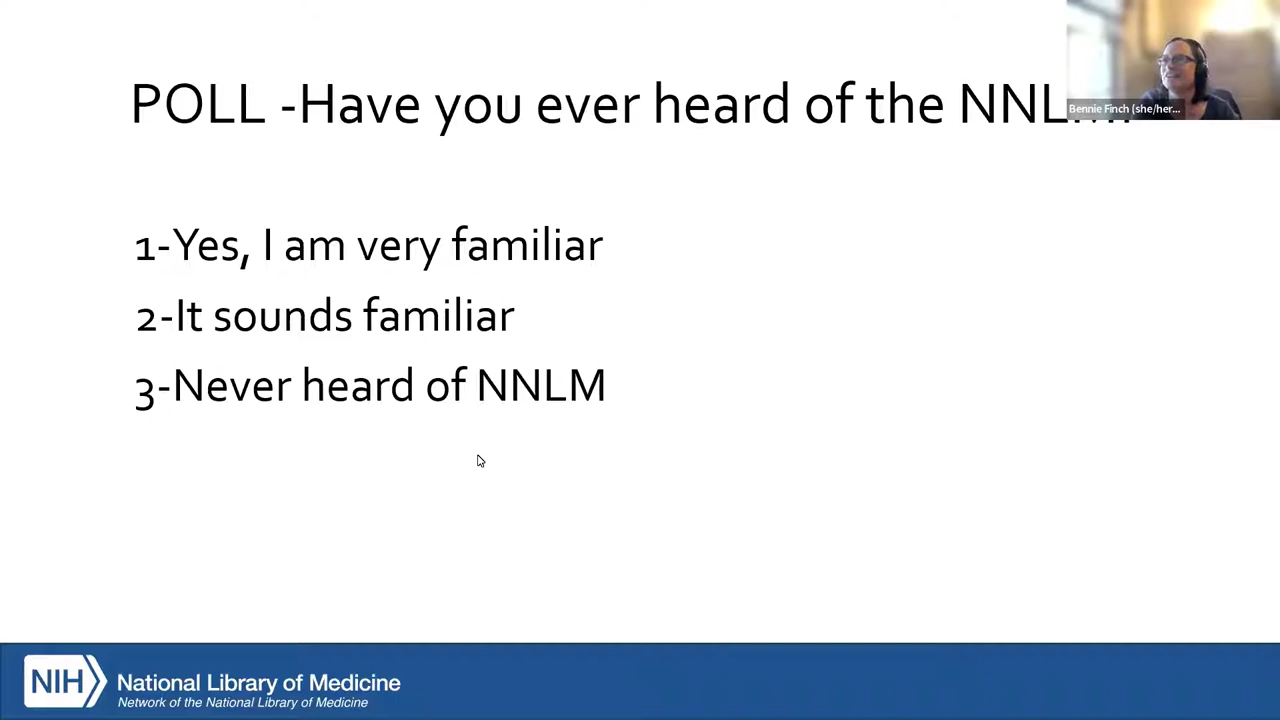 POLL -Have you ever heard of the
Bennie Finch (she/her...
1-Yes, I am very familiar
2-It sounds familiar
3-Never heard of NNLM
NIH National Library of Medicine
Network of the National Library of Medicine